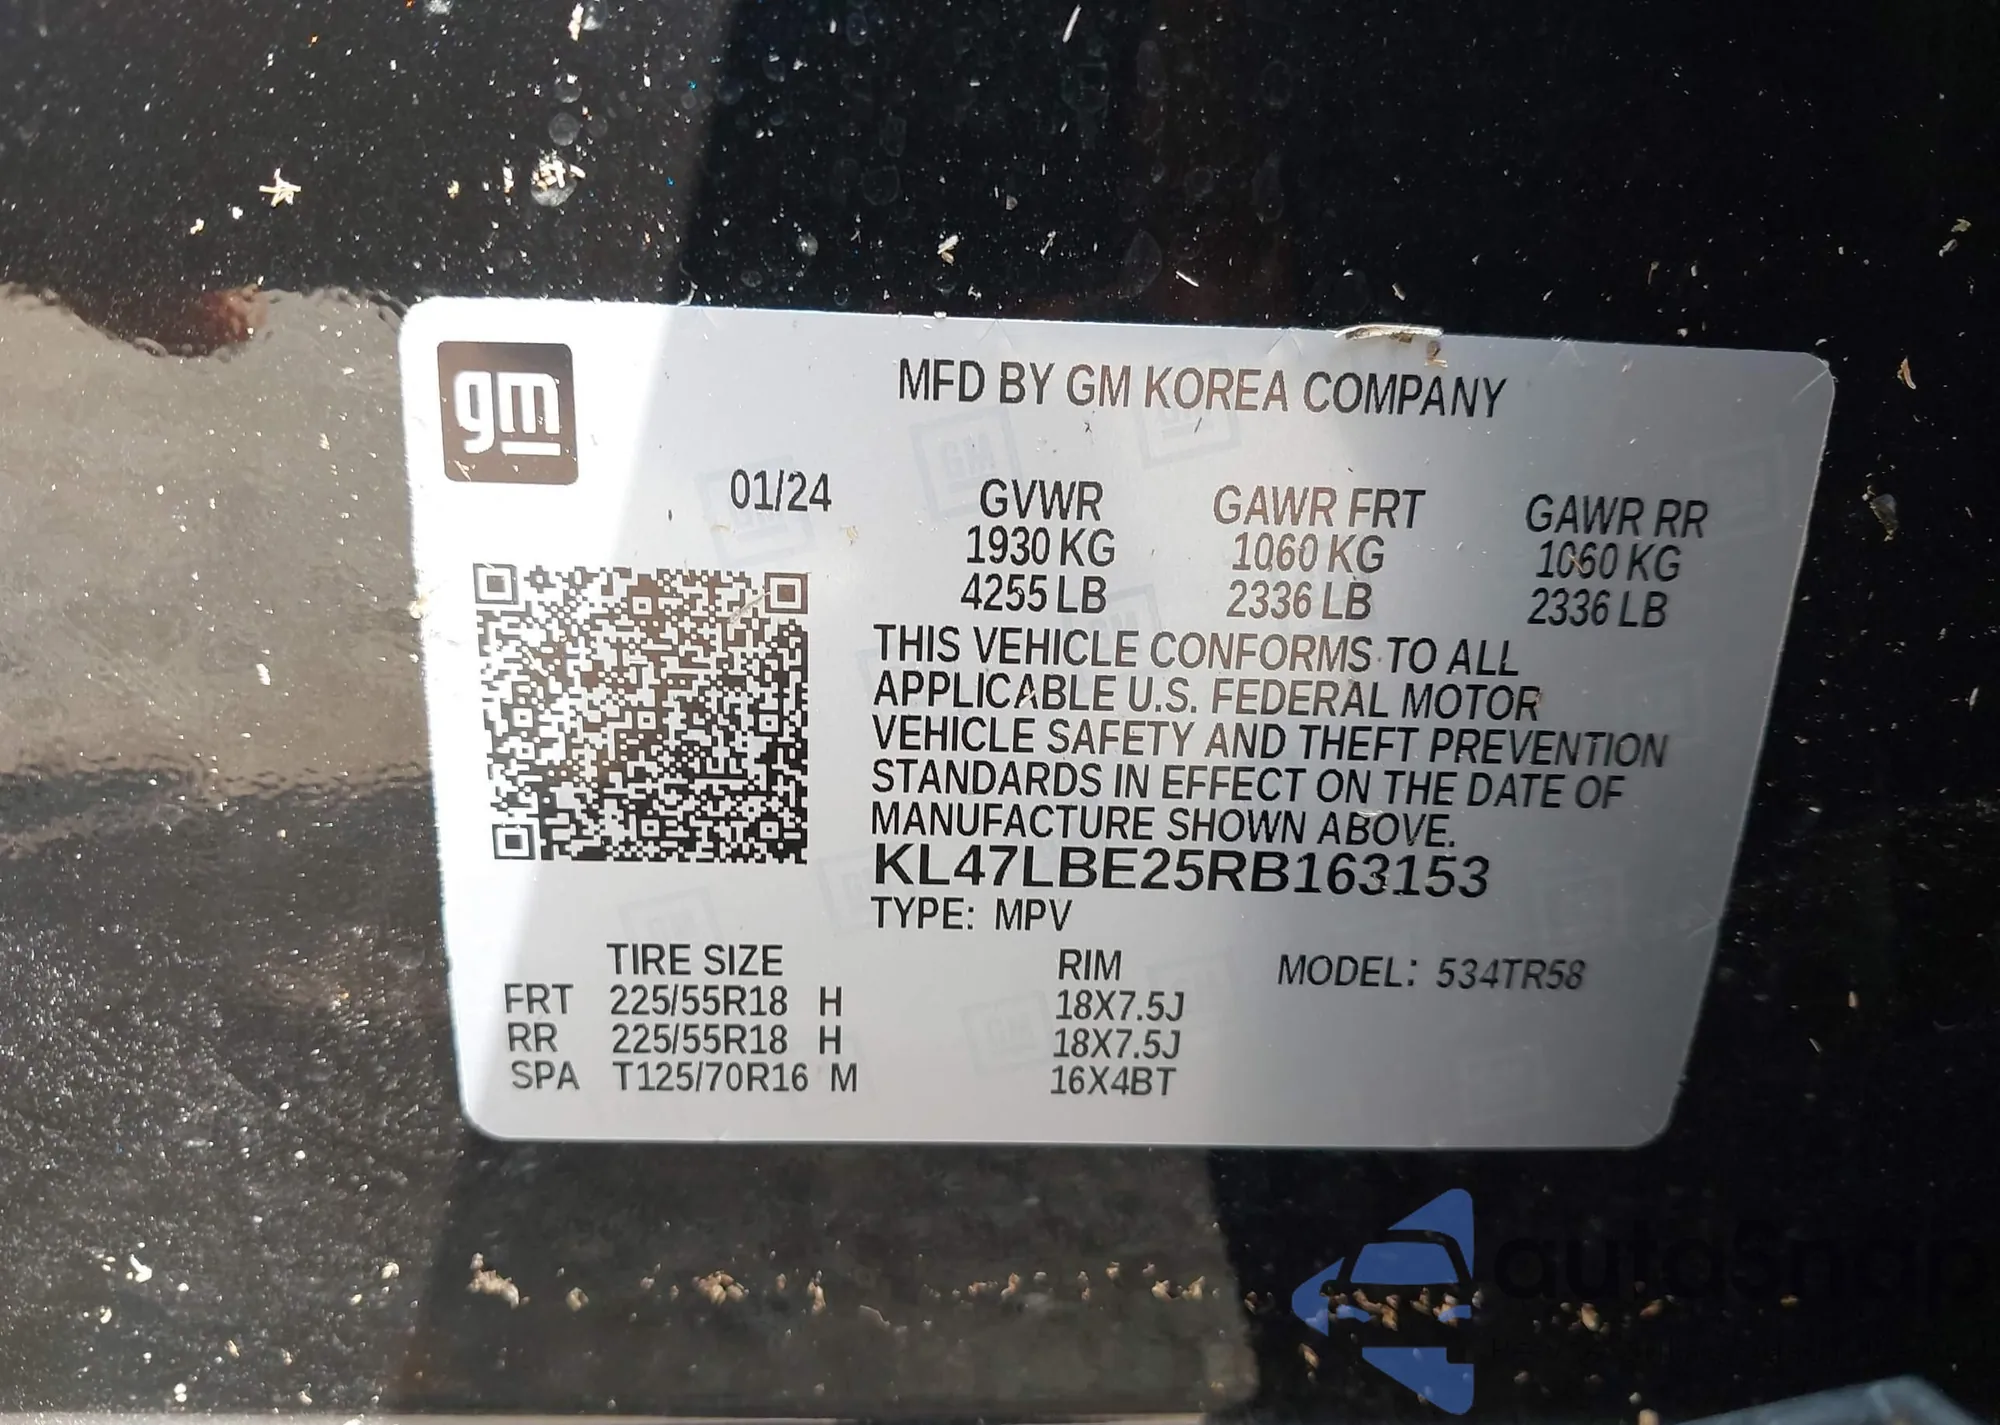 gm
MFD BY GM KOREA COMPANY
01/24
GVWR GAWR FRT GAWR RR
1930 KG 1060 KG 1060 KG
4255 LB 2336 LB 2336 LB
THIS VEHICLE CONFORMS TO ALL
APPLICABLE U.S. FEDERAL MOTOR
VEHICLE SAFETY AND THEFT PREVENTION
STANDARDS IN EFFECT ON THE DATE OF
MANUFACTURE SHOWN ABOVE.
KL47LBE25RB163153
TYPE: MPV
TIRE SIZE RIM MODEL: 534TR58
FRT 225/55R18 H 18X7.5J
RR 225/55R18 H 18X7.5J
SPA T125/70R16 M 16X4BT